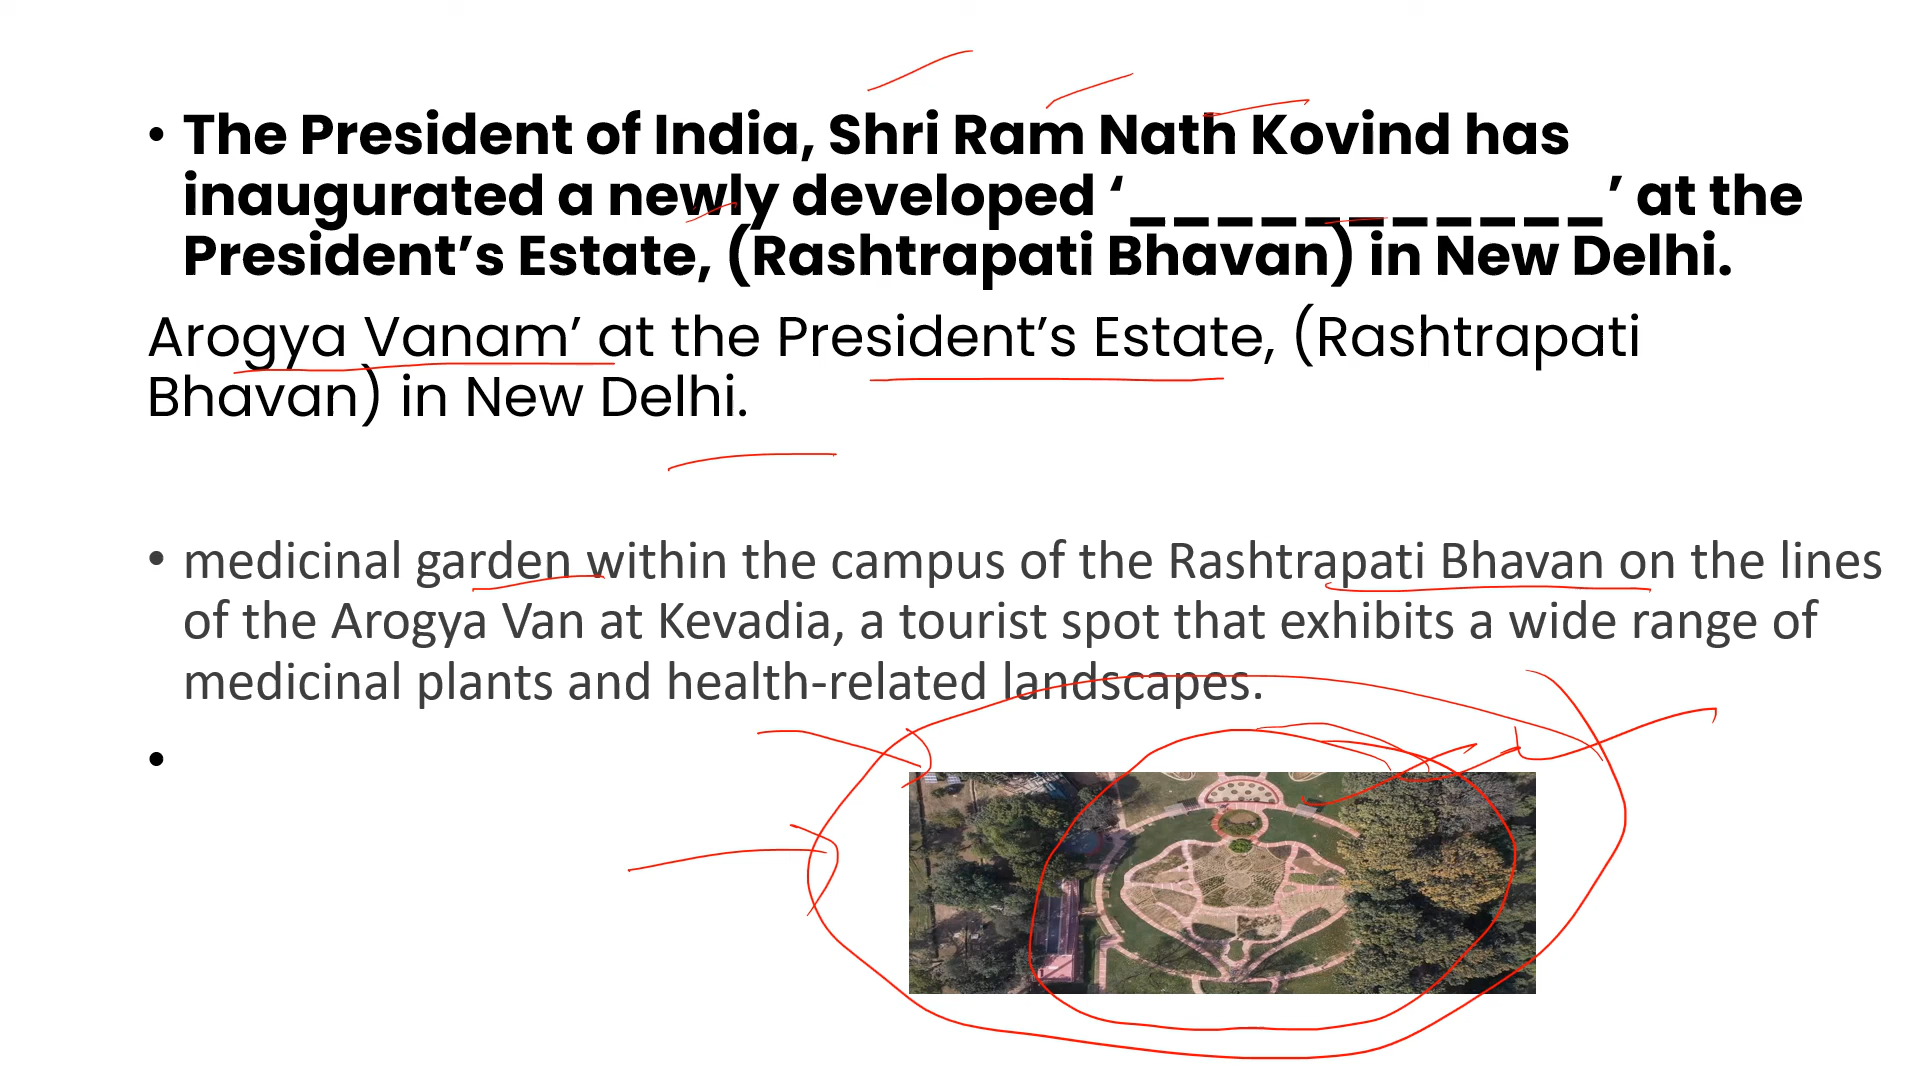 • The President of India, Shri Ram Nath Kovind has
inaugurated a newly developed ‘___________’ at the
President’s Estate, (Rashtrapati Bhavan) in New Delhi.
Arogya Vanam’ at the President’s Estate, (Rashtrapati
Bhavan) in New Delhi.
• medicinal garden within the campus of the Rashtrapati Bhavan on the lines
of the Arogya Van at Kevadia, a tourist spot that exhibits a wide range of
medicinal plants and health-related landscapes.
•